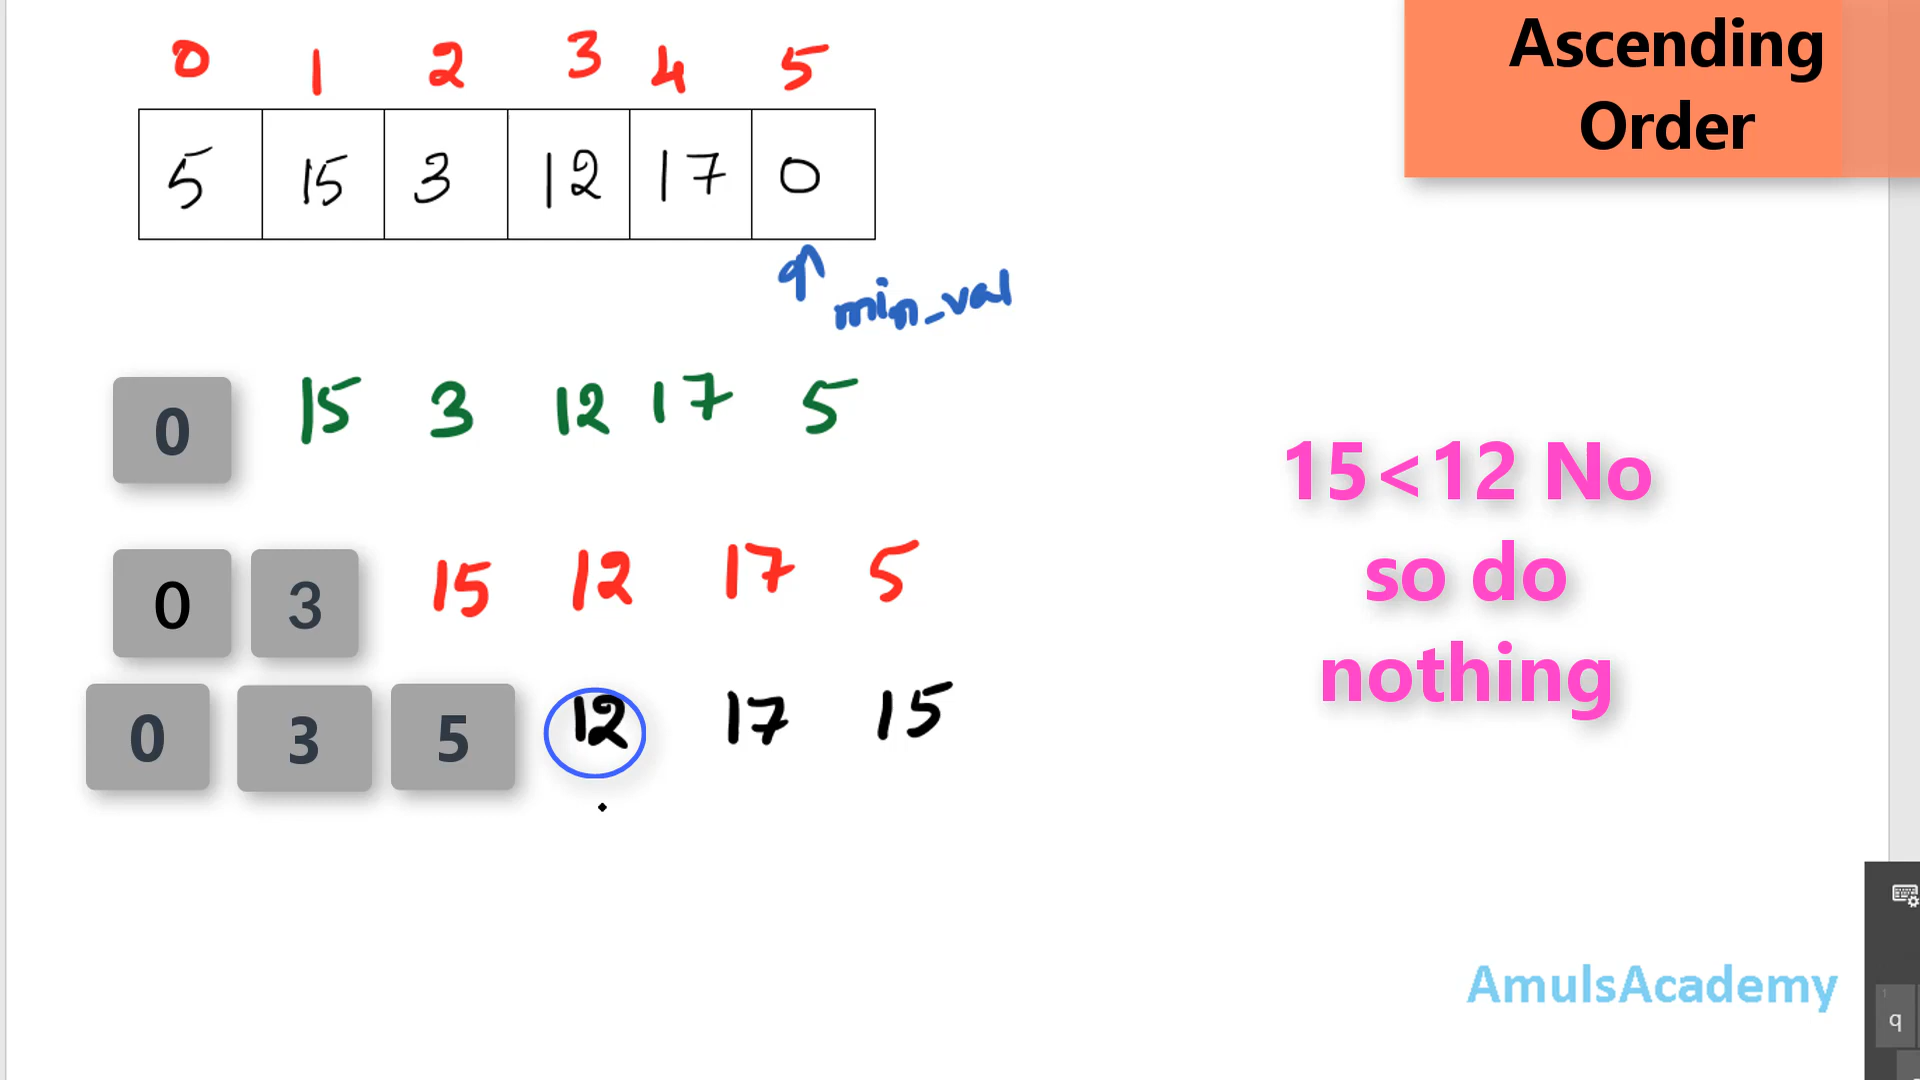 Ascending
Order
0 1 2 3 4 5
5 15 3 12 17 0
min_val
0 15 3 12 17 5
15<12 No
so do
nothing
0 3 15 12 17 5
0 3 5 12 17 15
AmulsAcademy
q